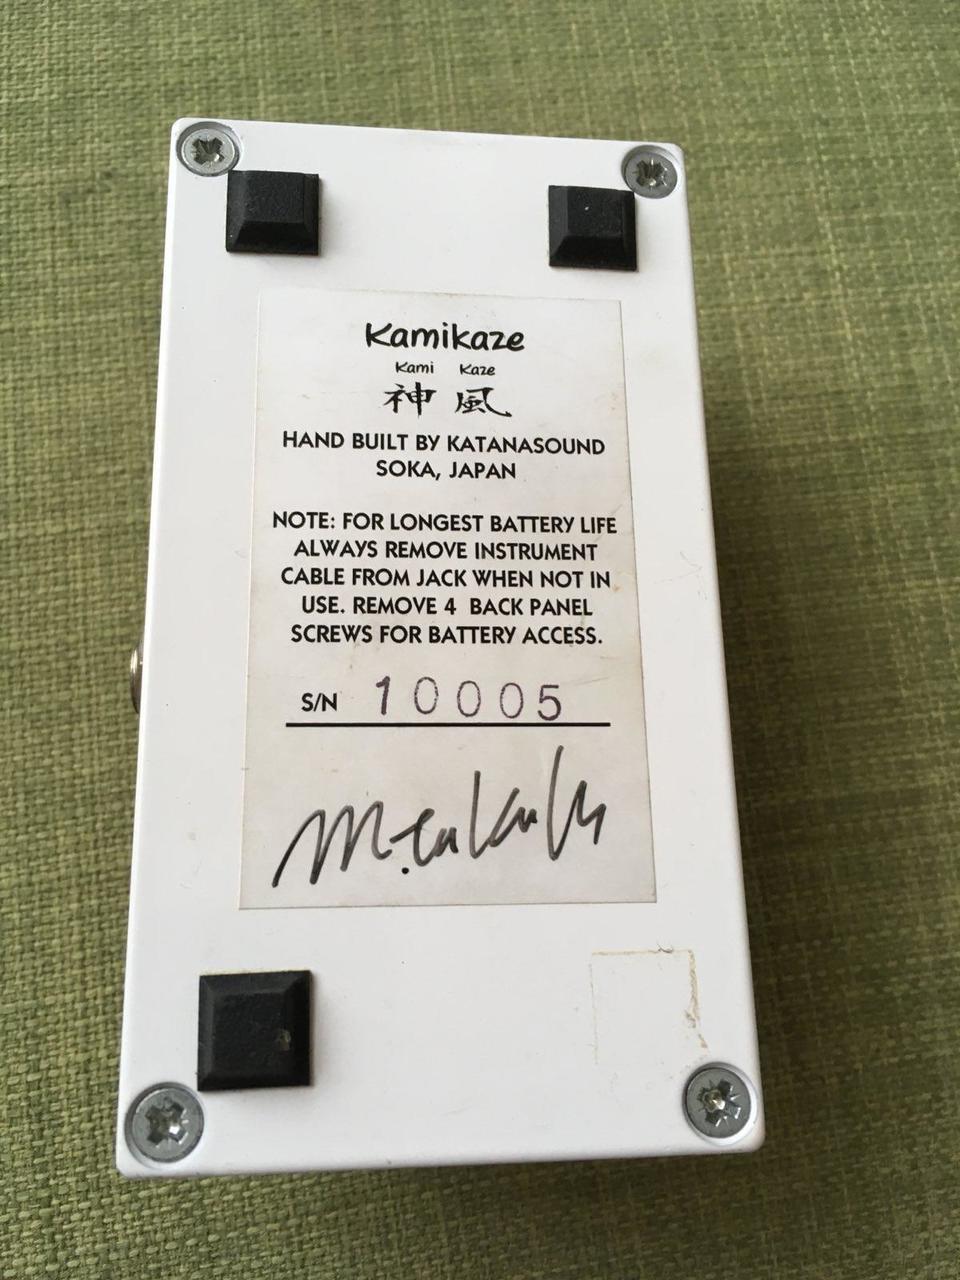 Kamikaze
Kami Kaze
神風
HAND BUILT BY KATANASOUND
SOKA, JAPAN
NOTE: FOR LONGEST BATTERY LIFE
ALWAYS REMOVE INSTRUMENT
CABLE FROM JACK WHEN NOT IN
USE. REMOVE 4 BACK PANEL
SCREWS FOR BATTERY ACCESS.
S/N 10005